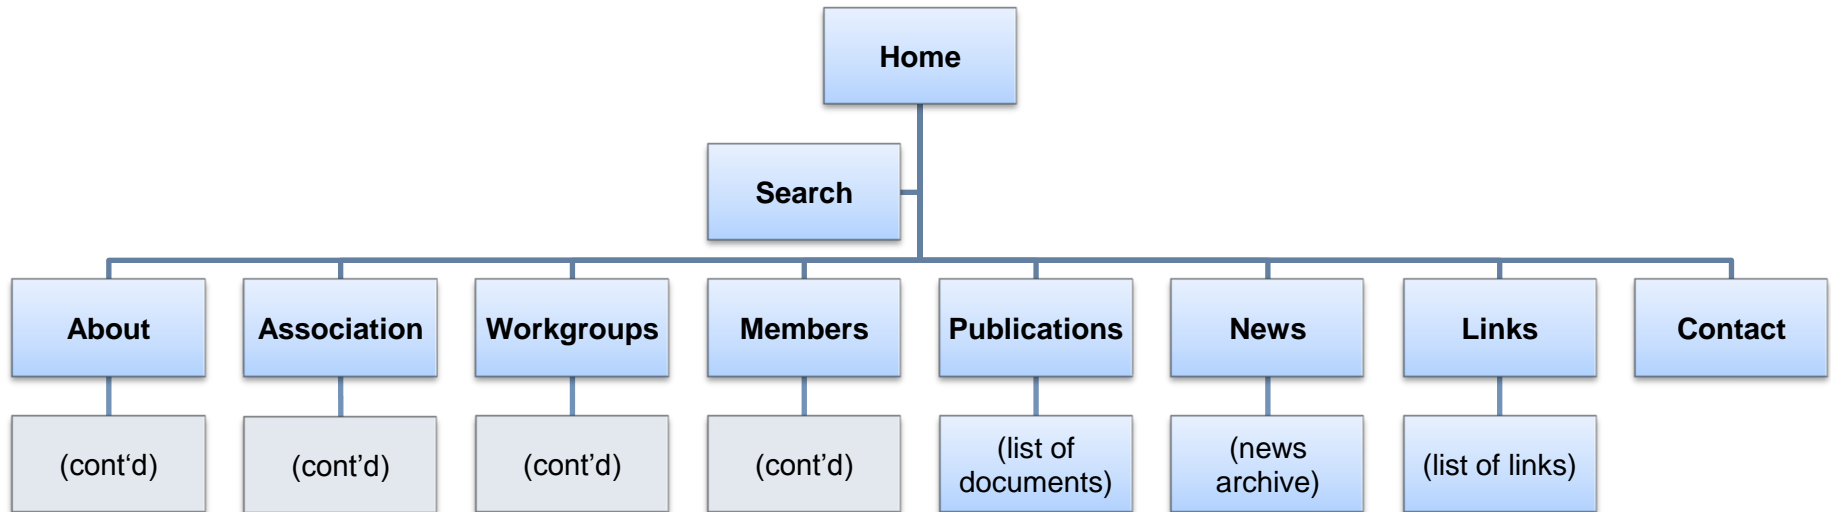 Home
Search
About
Association
Workgroups
Members
Publications
News
Links
Contact
(cont‘d)
(cont’d)
(cont’d)
(cont’d)
(list of
documents)
(news
archive)
(list of links)